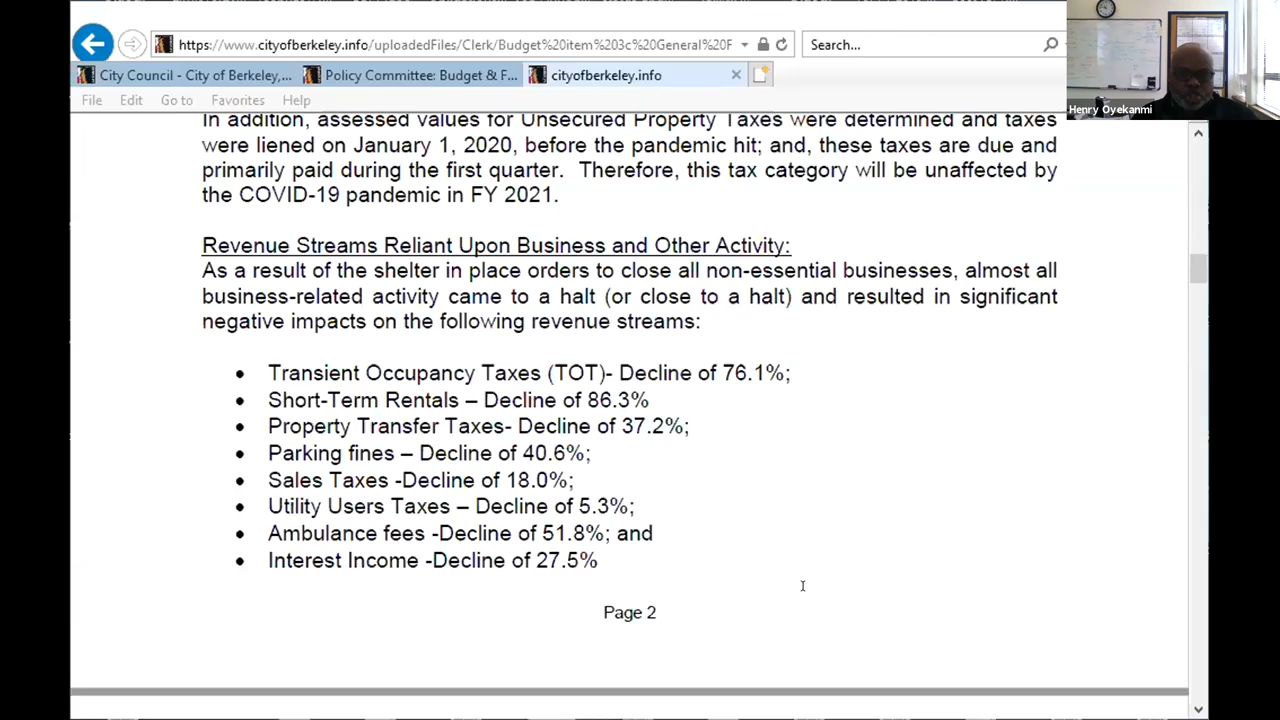 https://www.cityofberkeley.info/uploadedFiles/Clerk/Budget%20item%203c%20General%20F
Search...
City Council - City of Berkeley,...
Policy Committee: Budget & F...
cityofberkeley.info
File Edit Go to Favorites Help
Henry Oyekanmi
In addition, assessed values for Unsecured Property Taxes were determined and taxes
were liened on January 1, 2020, before the pandemic hit; and, these taxes are due and
primarily paid during the first quarter. Therefore, this tax category will be unaffected by
the COVID-19 pandemic in FY 2021.
Revenue Streams Reliant Upon Business and Other Activity:
As a result of the shelter in place orders to close all non-essential businesses, almost all
business-related activity came to a halt (or close to a halt) and resulted in significant
negative impacts on the following revenue streams:
• Transient Occupancy Taxes (TOT)- Decline of 76.1%;
• Short-Term Rentals – Decline of 86.3%
• Property Transfer Taxes- Decline of 37.2%;
• Parking fines – Decline of 40.6%;
• Sales Taxes -Decline of 18.0%;
• Utility Users Taxes – Decline of 5.3%;
• Ambulance fees -Decline of 51.8%; and
• Interest Income -Decline of 27.5%
Page 2